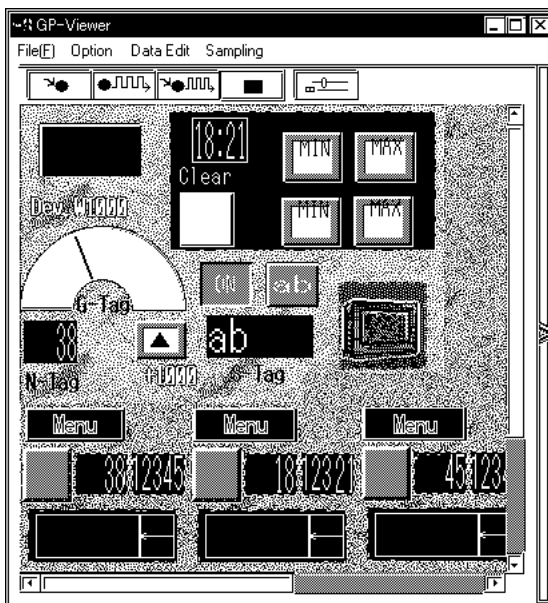 GP-Viewer
File(F) Option Data Edit Sampling
18:21
MIN MAX
Clear
MIN MAX
Dev:W1000
ON ab
G-Tag
38
ab
N-Tag
+1000
S-Tag
Menu Menu Menu
38 12345 18 12321 45 123